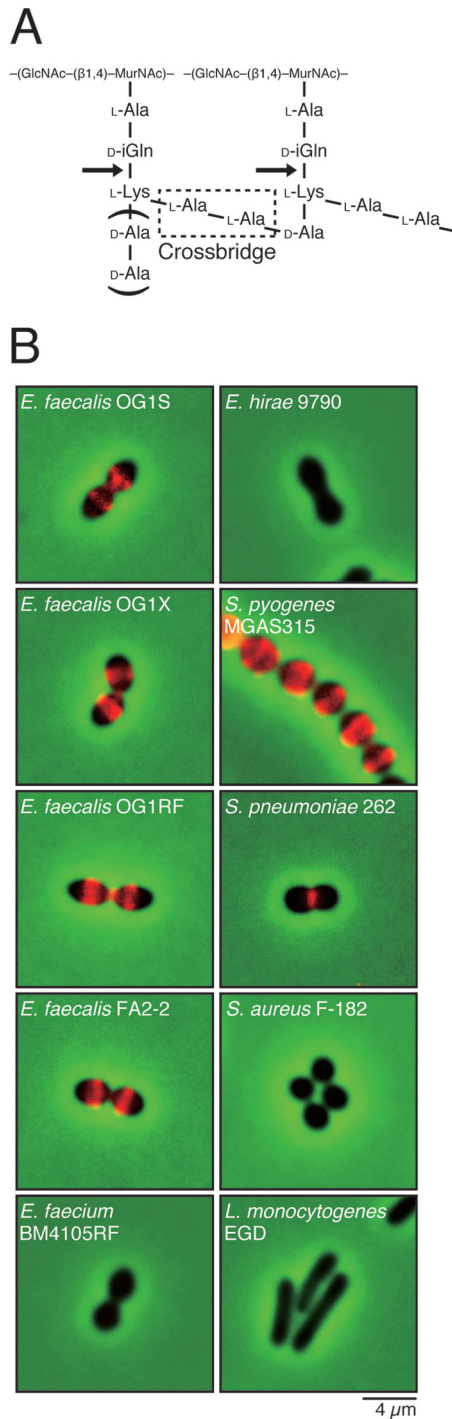 A
–(GlcNAc–(β1,4)–MurNAc)– –(GlcNAc–(β1,4)–MurNAc)–
L-Ala
D-iGln D-iGln
L-Lys L-Ala L-Ala L-Lys L-Ala L-Ala
D-Ala Crossbridge D-Ala
D-Ala
L-Ala
B
E. faecalis OG1S
E. hirae 9790
E. faecalis OG1X
S. pyogenes
MGAS315
E. faecalis OG1RF
S. pneumoniae 262
E. faecalis FA2-2
S. aureus F-182
E. faecium
BM4105RF
L. monocytogenes
EGD
4 µm